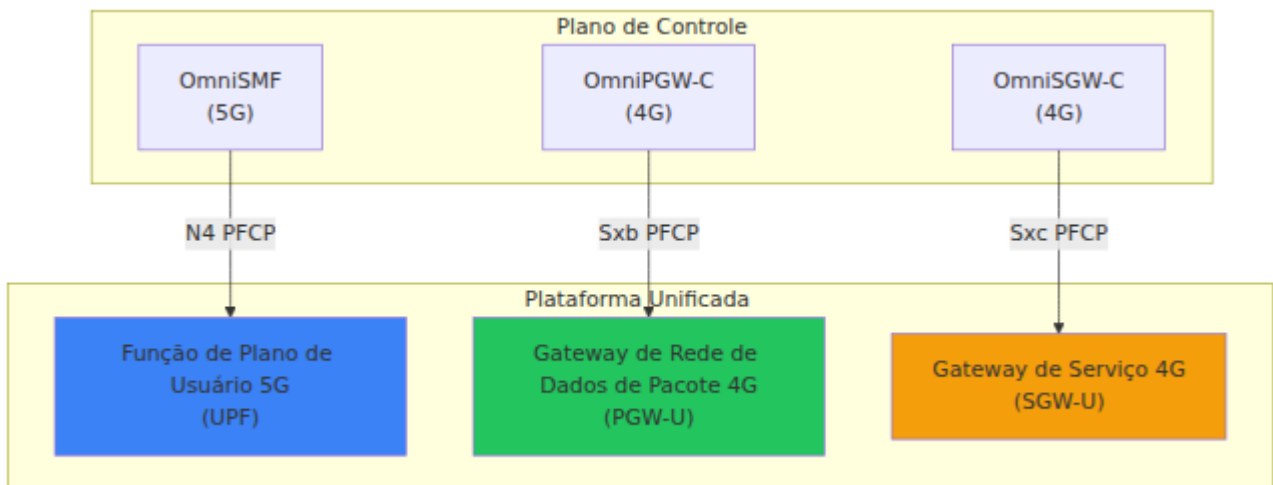 Plano de Controle
OmniSMF
(5G)
OmniPGW-C
(4G)
OmniSGW-C
(4G)
N4 PFCP
Sxb PFCP
Sxc PFCP
Plataforma Unificada
Função de Plano de
Usuário 5G
(UPF)
Gateway de Rede de
Dados de Pacote 4G
(PGW-U)
Gateway de Serviço 4G
(SGW-U)